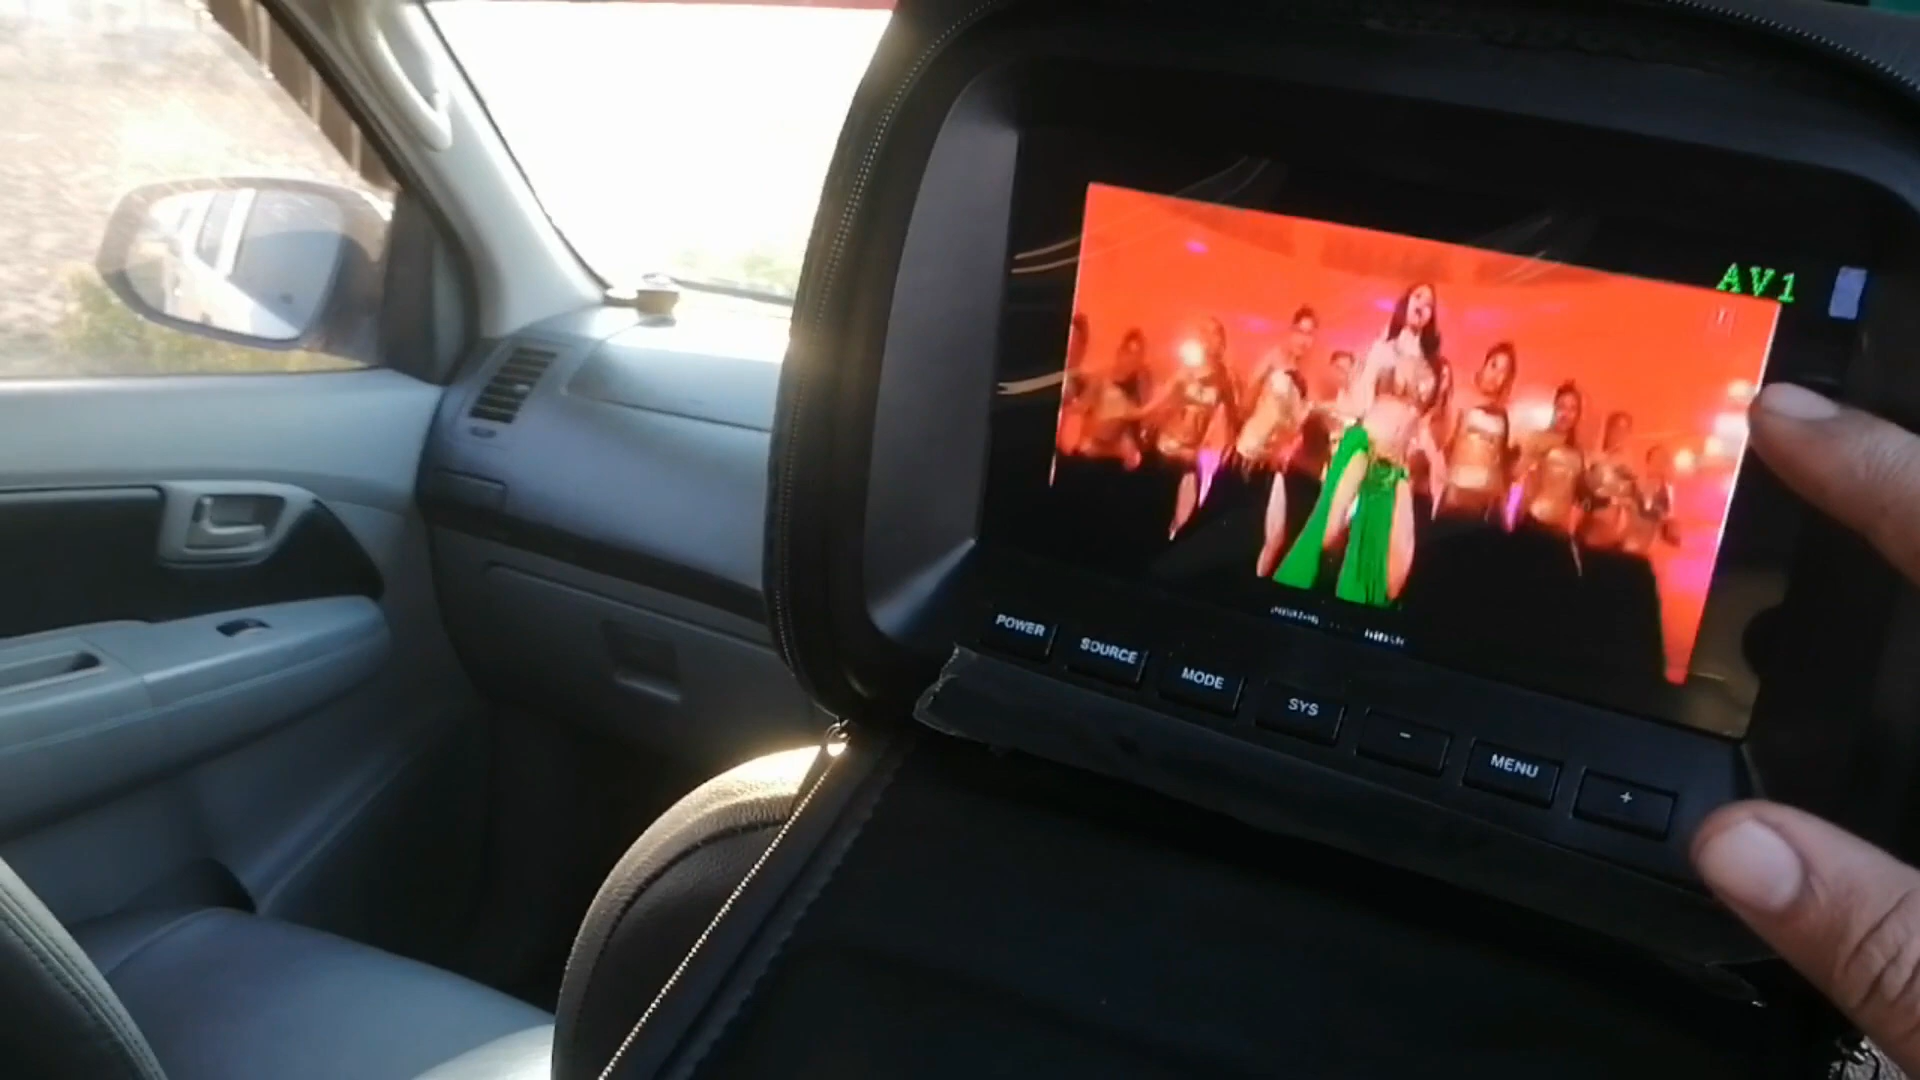 AV1
POWER
SOURCE
MODE
SYS
-
MENU
+